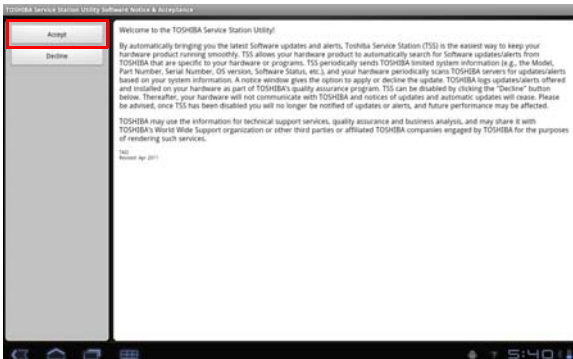 TOSHIBA Service Station Utility Software Notice & Acceptance
Accept
Decline
Welcome to the TOSHIBA Service Station Utility!
By automatically bringing you the latest Software updates and alerts, Toshiba Service Station (TSS) is the easiest way to keep your
hardware product running smoothly. TSS allows your hardware product to automatically search for Software updates/alerts from
TOSHIBA that are specific to your hardware or programs. TSS periodically sends TOSHIBA limited system information (e.g., the Model,
Part Number, Serial Number, OS version, Software Status, etc.), and your hardware periodically scans TOSHIBA servers for updates/alerts
based on your system information. A notice window gives the option to apply or decline the update. TOSHIBA logs updates/alerts offered
and installed on your hardware as part of TOSHIBA's quality assurance program. TSS can be disabled by clicking the "Decline" button
below. Thereafter, your hardware will not communicate with TOSHIBA and notices of updates and automatic updates will cease. Please
be advised, once TSS has been disabled you will no longer be notified of updates or alerts, and future performance may be affected.
TOSHIBA may use the information for technical support services, quality assurance and business analysis, and may share it with
TOSHIBA's World Wide Support organization or other third parties or affiliated TOSHIBA companies engaged by TOSHIBA for the purposes
of rendering such services.
Revised: Apr 2011
5:40